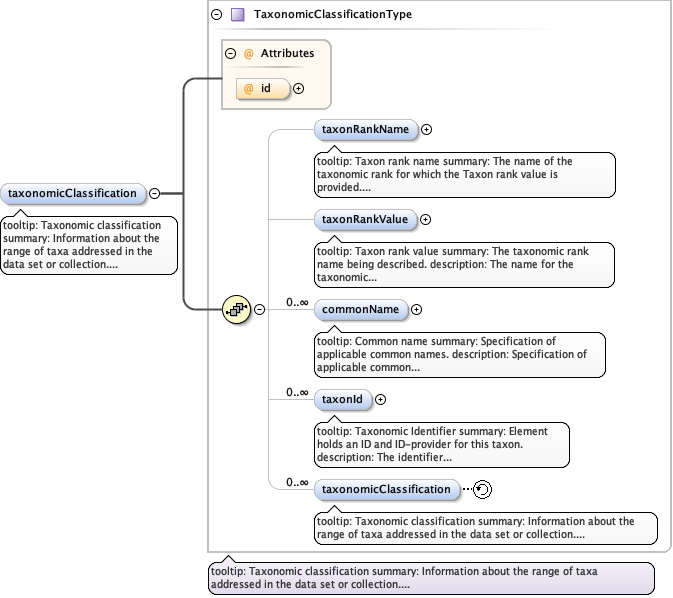 TaxonomicClassificationType
@ Attributes
@ id
taxonRankName
tooltip: Taxon rank name summary: The name of the
taxonomic rank for which the Taxon rank value is
provided....
taxonomicClassification
tooltip: Taxonomic classification
summary: Information about the
range of taxa addressed in the
data set or collection....
taxonRankValue
tooltip: Taxon rank value summary: The taxonomic rank
name being described. description: The name for the
taxonomic...
0..∞
commonName
tooltip: Common name summary: Specification of
applicable common names. description: Specification of
applicable common...
0..∞
taxonId
tooltip: Taxonomic Identifier summary: Element
holds an ID and ID-provider for this taxon.
description: The identifier...
0..∞
taxonomicClassification
tooltip: Taxonomic classification summary: Information about the
range of taxa addressed in the data set or collection....
tooltip: Taxonomic classification summary: Information about the range of taxa
addressed in the data set or collection....